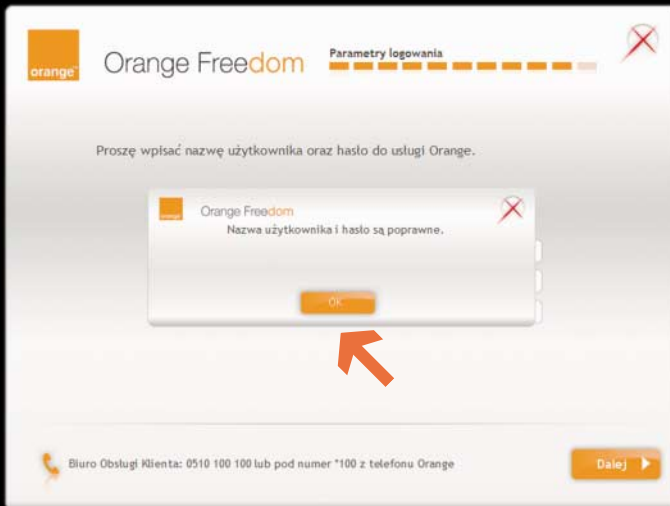 orange™
Orange Freedom
Parametry logowania
Proszę wpisać nazwę użytkownika oraz hasło do usługi Orange.
orange
Orange Freedom
Nazwa użytkownika i hasło są poprawne.
OK
Biuro Obsługi Klienta: 0510 100 100 lub pod numer *100 z telefonu Orange
Dalej